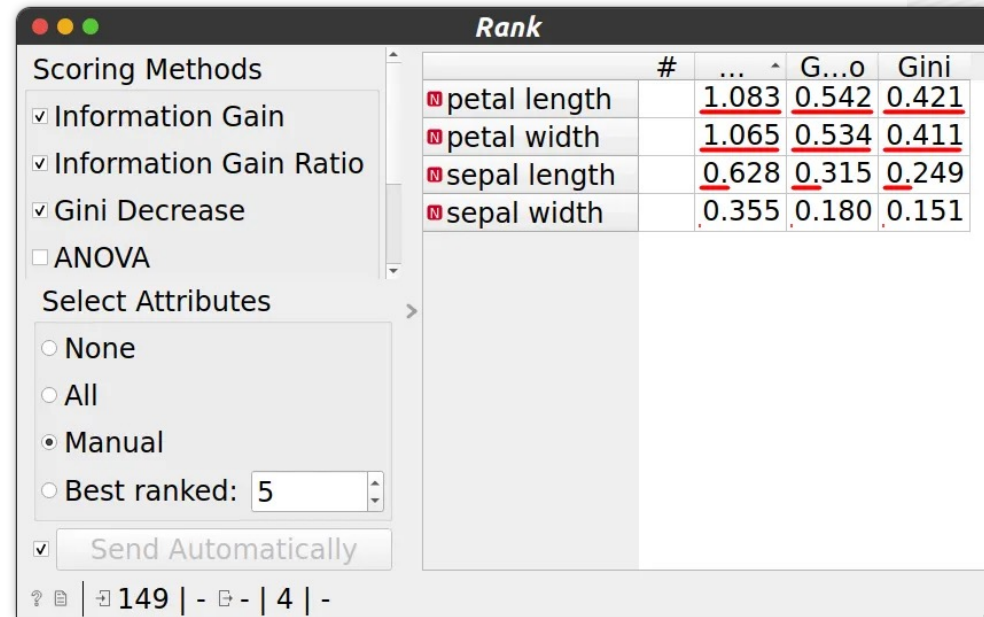 Rank
Scoring Methods
Information Gain
Information Gain Ratio
Gini Decrease
ANOVA
Select Attributes
None
All
Manual
Best ranked: 5
Send Automatically
? 149 | - - | 4 | -
# ... G...o Gini
N petal length 1.083 0.542 0.421
N petal width 1.065 0.534 0.411
N sepal length 0.628 0.315 0.249
N sepal width 0.355 0.180 0.151